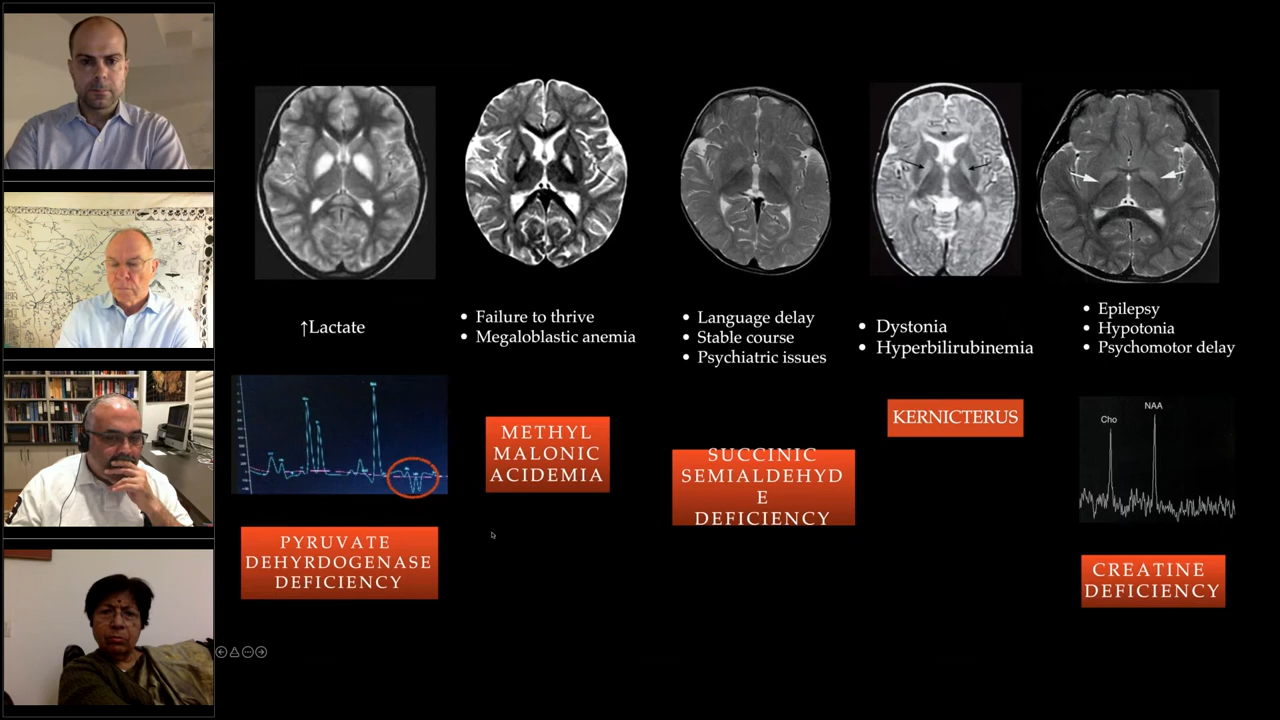 ↑Lactate
PYRUVATE
DEHYRDOGENASE
DEFICIENCY
• Failure to thrive
• Megaloblastic anemia
METHYL
MALONIC
ACIDEMIA
• Language delay
• Stable course
• Psychiatric issues
SUCCINIC
SEMIALDEHYD
E
DEFICIENCY
• Dystonia
• Hyperbilirubinemia
KERNICTERUS
• Epilepsy
• Hypotonia
• Psychomotor delay
Cho
NAA
CREATINE
DEFICIENCY